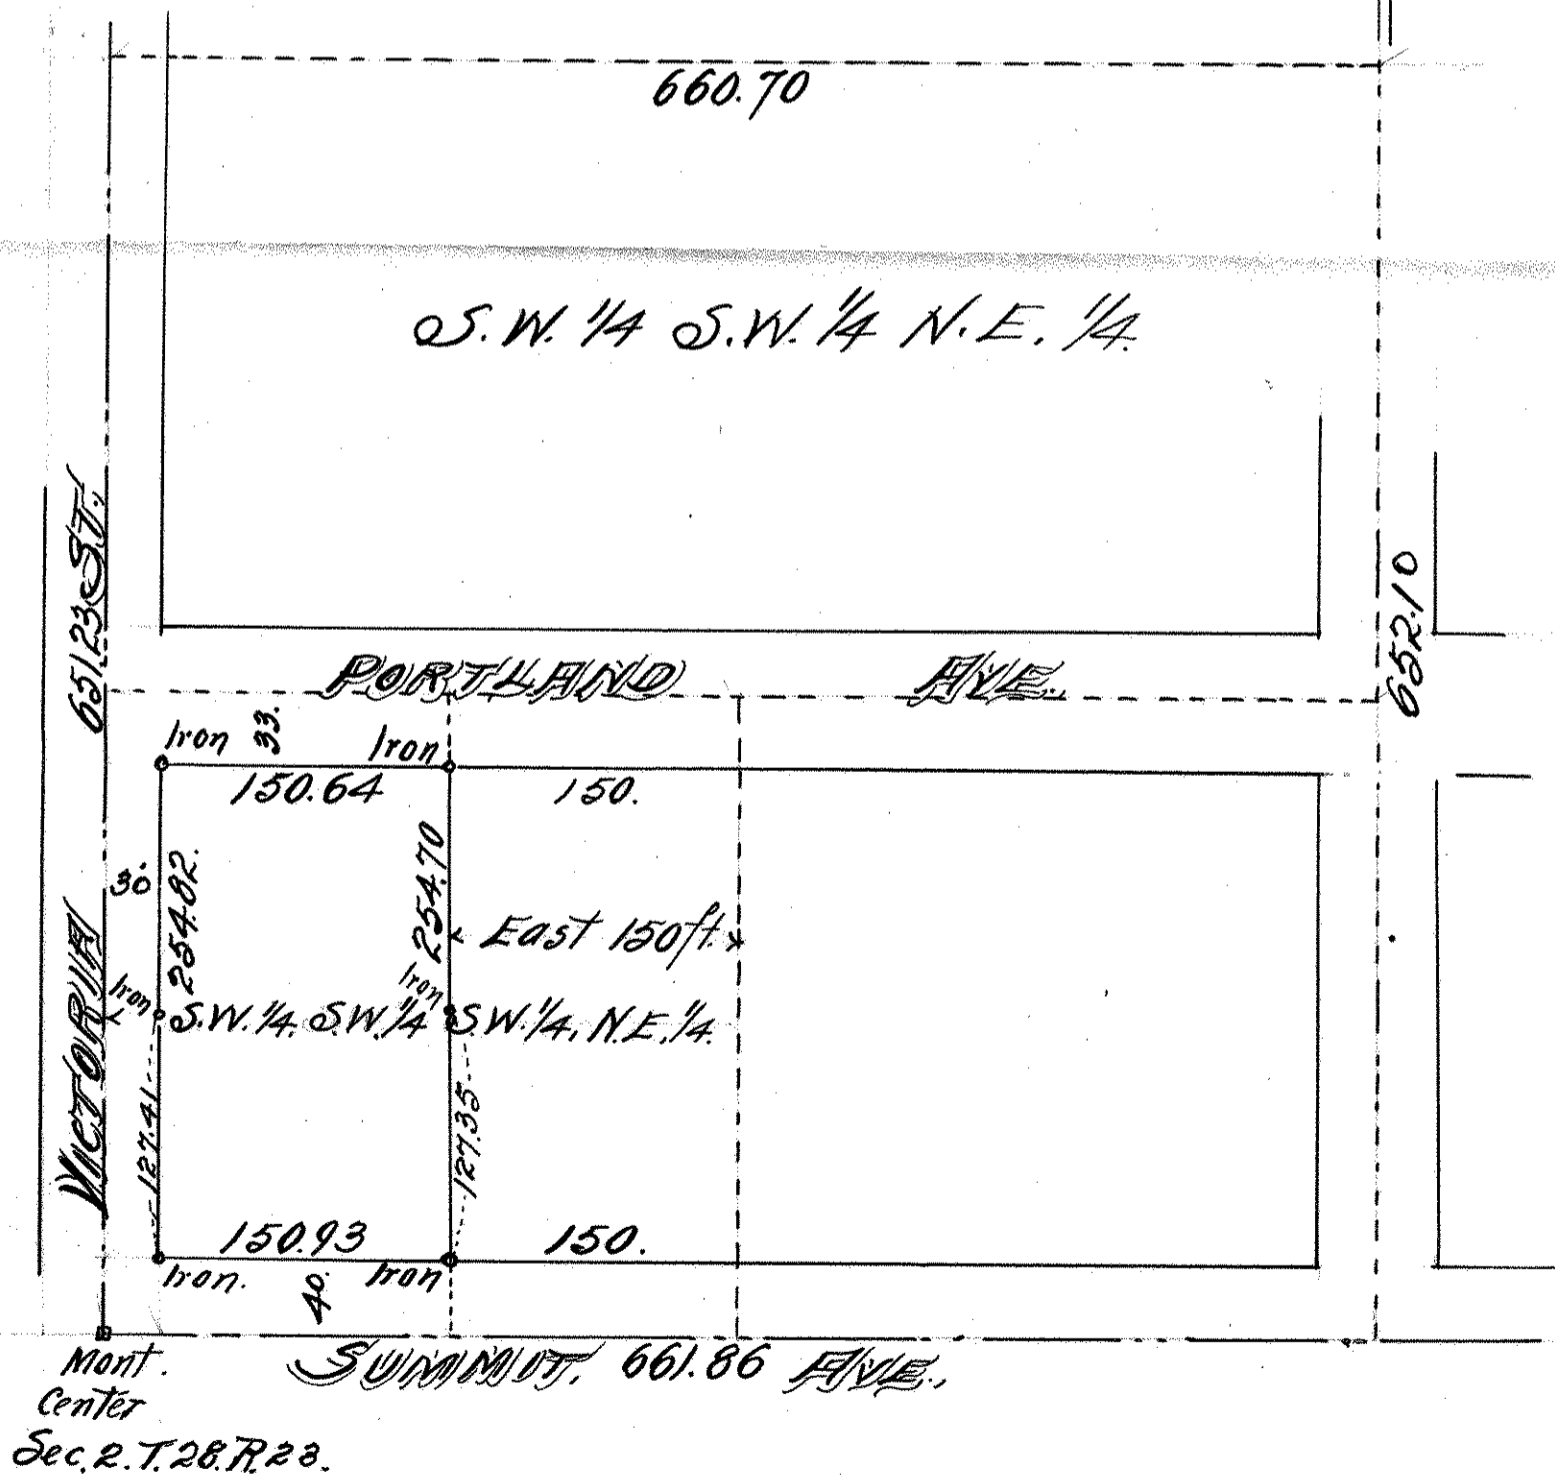 660.70
S.W. 1/4 S.W. 1/4 N.E. 1/4.
651.23
ST.
652.10
PORTLAND AVE.
Iron
33.
Iron
150.64
150.
30.
254.82.
254.70
East 150 ft.
Iron
Iron
S.W. 1/4. S.W. 1/4 S.W. 1/4, N.E. 1/4.
VICTORIA
127.41
127.35
150.93
150.
Iron.
40.
Iron
Mont.
Center
Sec. 2. T. 28. R. 23.
SUMMIT. 661.86 AVE.,